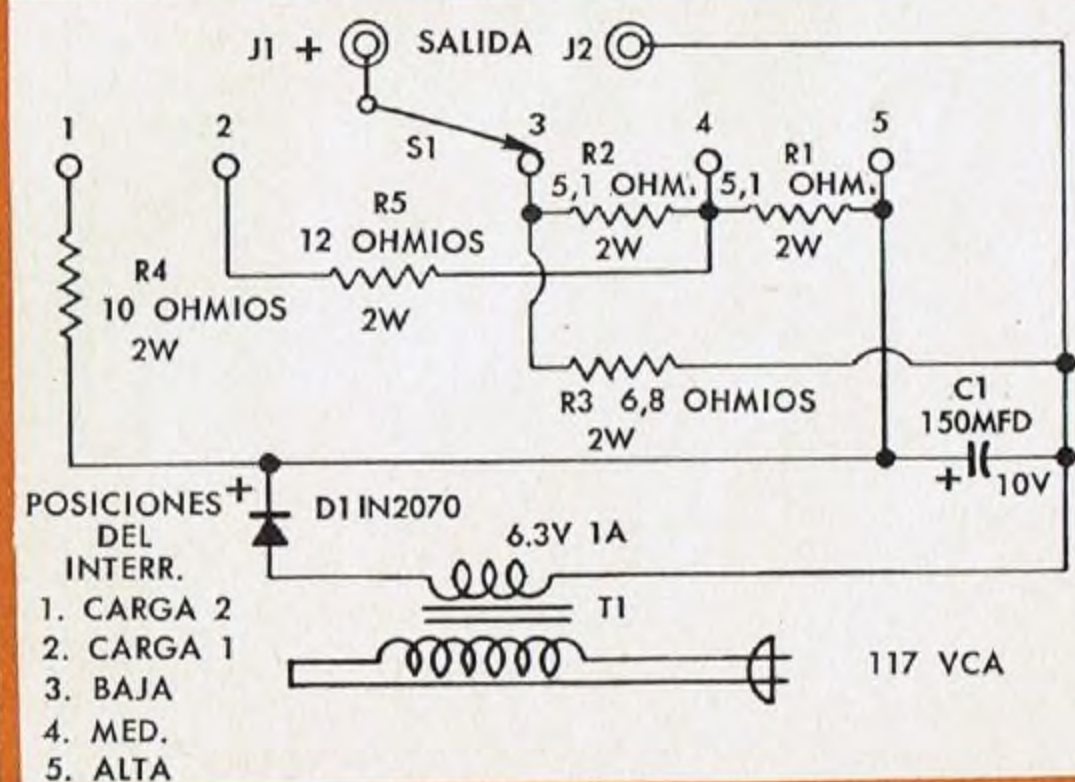 J1 + SALIDA J2
1 2 3 4 5
S1 R2 R1
5,1 OHM. 5,1 OHM.
R5 2W 2W
12 OHMIOS
R4
10 OHMIOS 2W
2W
R3 6,8 OHMIOS C1
2W 150MFD
+ 10V
POSICIONES + D1 IN2070
DEL 6.3V 1A
INTERR.
1. CARGA 2 T1
2. CARGA 1 117 VCA
3. BAJA
4. MED.
5. ALTA